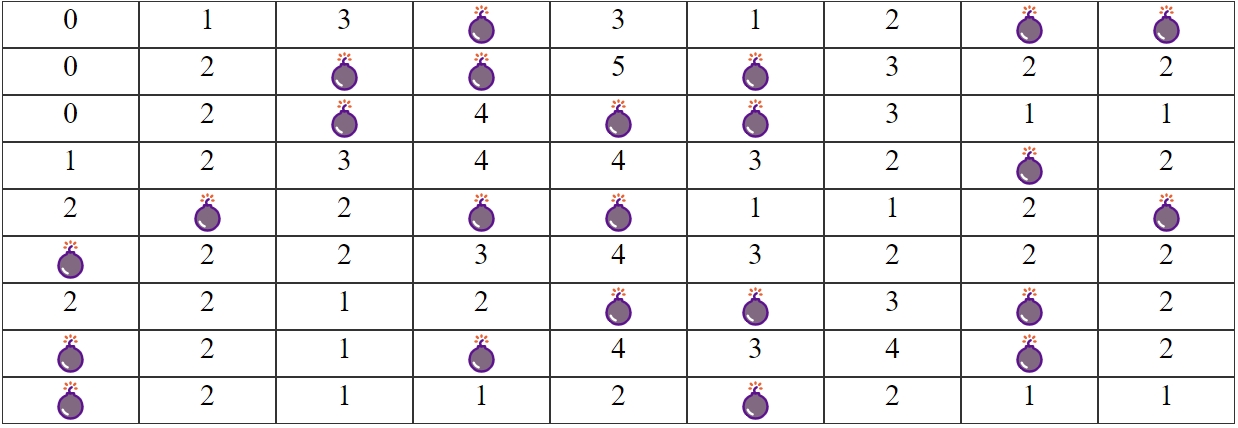 0 1 3 3 1 2
0 2 5 3 2 2
0 2 4 3 1 1
1 2 3 4 4 3 2 2
2 2 1 1 2
2 2 3 4 3 2 2 2
2 2 1 2 3 2
2 1 4 3 4 2
2 1 1 2 2 1 1